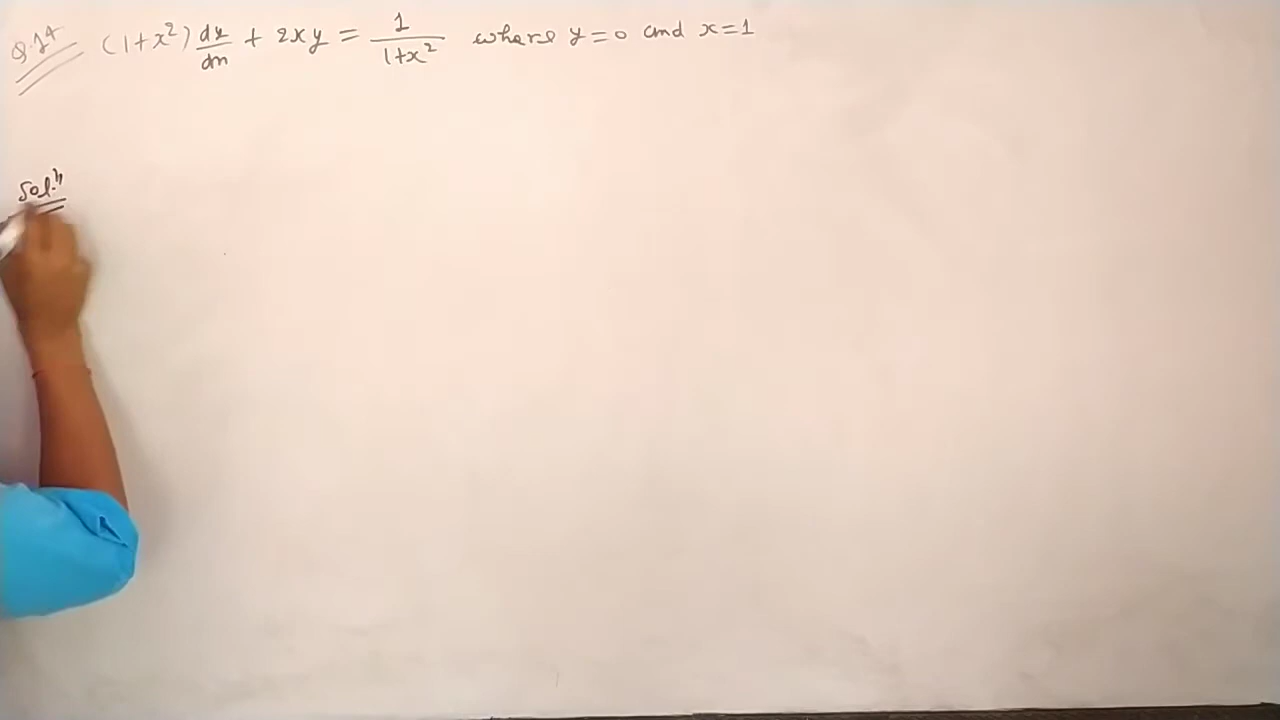 Q.14 (1+x²) dy/dx + 2xy = 1/1+x² where y=0 and x=1
Sol.ⁿ